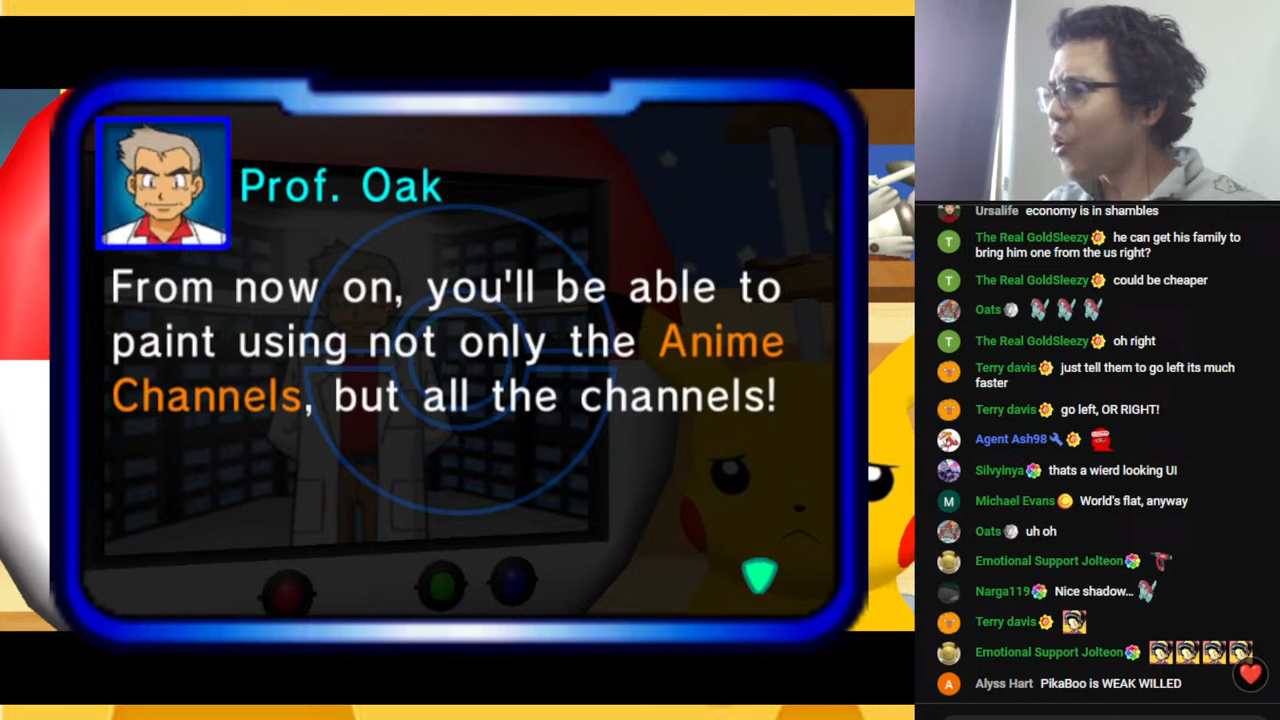 Prof. Oak
From now on, you'll be able to
paint using not only the Anime
Channels, but all the channels!
Ursalife economy is in shambles
The Real GoldSleezy he can get his family to
bring him one from the us right?
The Real GoldSleezy could be cheaper
Oats
The Real GoldSleezy oh right
Terry davis just tell them to go left its much
faster
Terry davis go left, OR RIGHT!
Agent Ash98
Silvyinya thats a wierd looking UI
Michael Evans World's flat, anyway
Oats uh oh
Emotional Support Jolteon
Narga119 Nice shadow...
Terry davis
Emotional Support Jolteon
Alyss Hart PikaBoo is WEAK WILLED
T
T
T
M
A